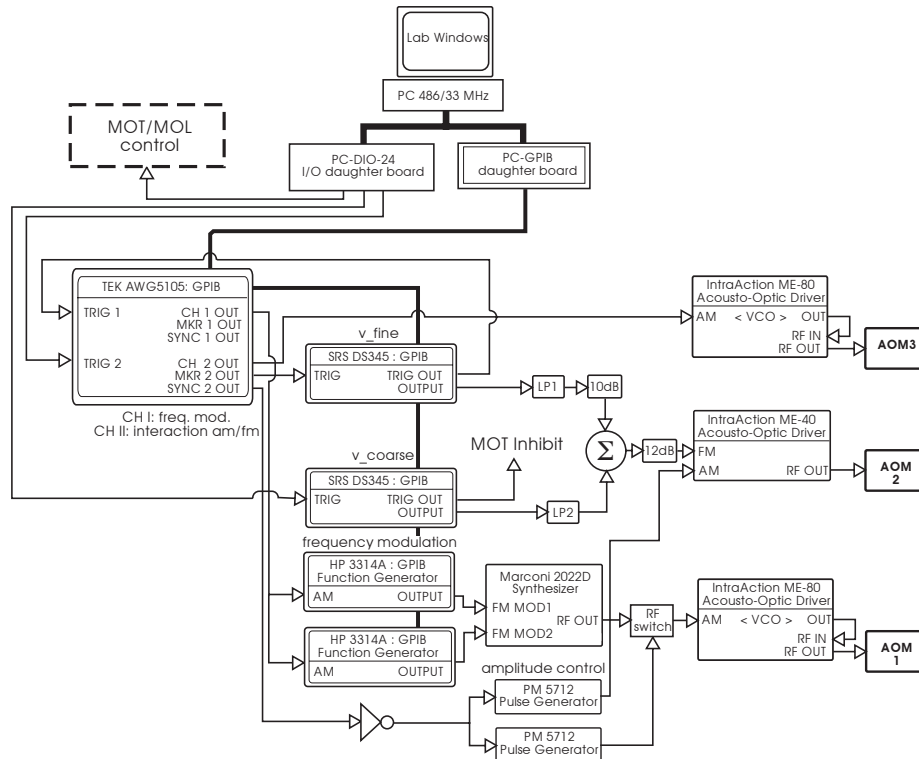 Lab Windows
PC 486/33 MHz
MOT/MOL
control
PC-DIO-24
I/O daughter board
PC-GPIB
daughter board
TEK AWG5105: GPIB
TRIG 1
CH 1 OUT
MKR 1 OUT
SYNC 1 OUT
TRIG 2
CH 2 OUT
MKR 2 OUT
SYNC 2 OUT
CH I: freq. mod.
CH II: interaction am/fm
v_fine
SRS DS345 : GPIB
TRIG
TRIG OUT
OUTPUT
LP1
10dB
IntraAction ME-80
Acousto-Optic Driver
AM
< VCO >
OUT
RF IN
RF OUT
AOM3
v_coarse
SRS DS345 : GPIB
TRIG
TRIG OUT
OUTPUT
MOT Inhibit
LP2
Σ
12dB
IntraAction ME-40
Acousto-Optic Driver
FM
AM
RF OUT
AOM
2
frequency modulation
HP 3314A : GPIB
Function Generator
AM
OUTPUT
HP 3314A : GPIB
Function Generator
AM
OUTPUT
Marconi 2022D
Synthesizer
RF OUT
FM MOD1
FM MOD2
RF
switch
IntraAction ME-80
Acousto-Optic Driver
AM
< VCO >
OUT
RF IN
RF OUT
AOM
1
amplitude control
PM 5712
Pulse Generator
PM 5712
Pulse Generator